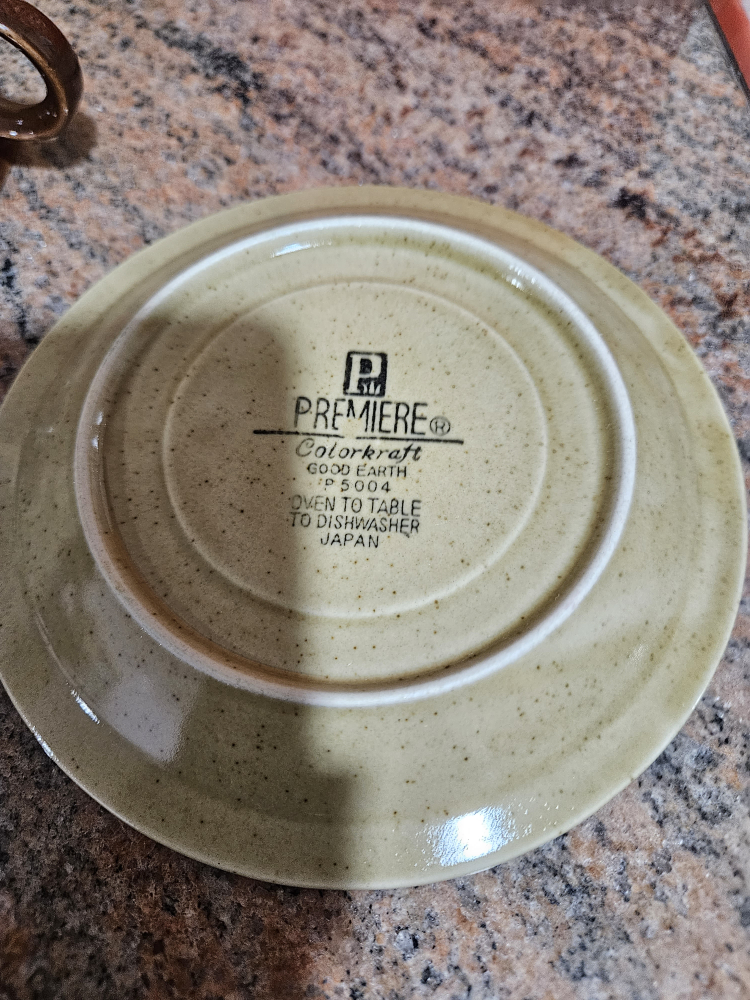 P
PREMIERE®
Colorkraft
GOOD EARTH
P 5004
OVEN TO TABLE
TO DISHWASHER
JAPAN